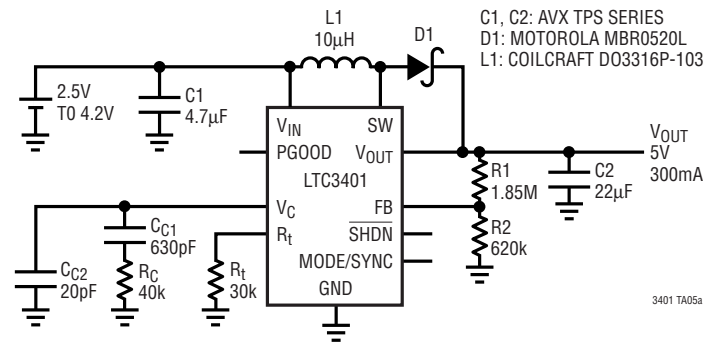 L1
10µH
D1
C1, C2: AVX TPS SERIES
D1: MOTOROLA MBR0520L
L1: COILCRAFT DO3316P-103
2.5V
T0 4.2V
C1
4.7µF
VIN
SW
PGOOD
VOUT
LTC3401
VC
FB
Rt
SHDN
MODE/SYNC
GND
R1
1.85M
R2
620k
C2
22µF
VOUT
5V
300mA
CC1
630pF
RC
40k
CC2
20pF
Rt
30k
3401 TA05a